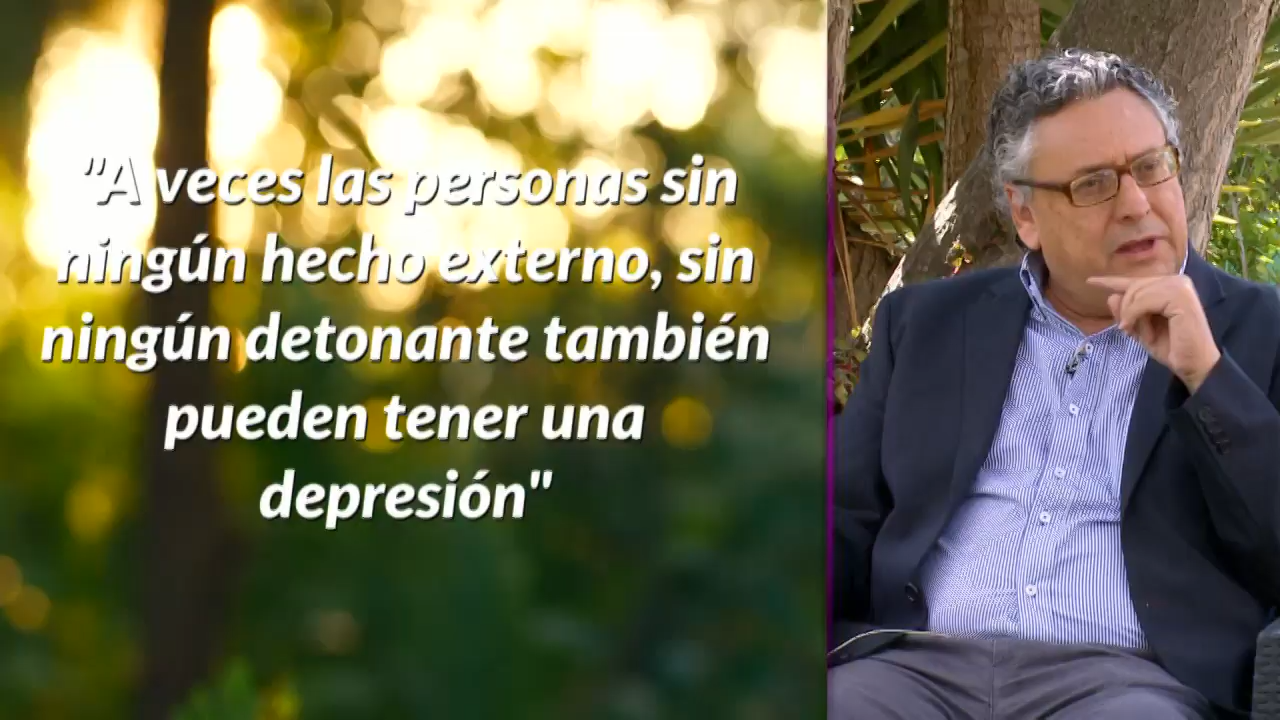 "A veces las personas sin
ningún hecho externo, sin
ningún detonante también
pueden tener una
depresión"